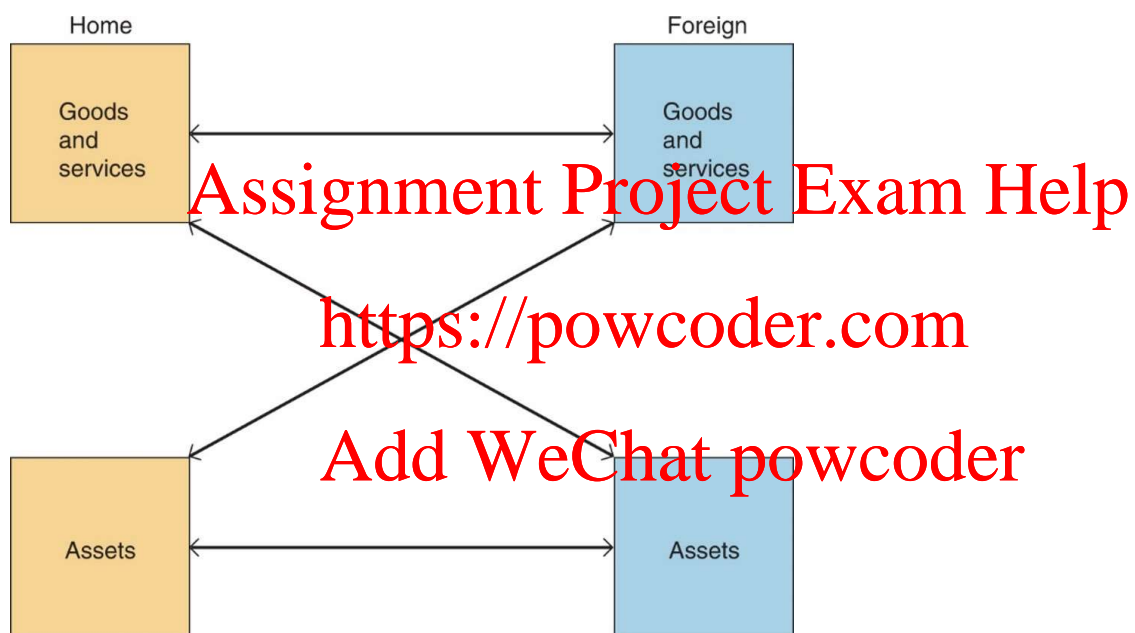 Home
Foreign
Goods
and
services
Goods
and
services
Assignment Project Exam Help
https://powcoder.com
Add WeChat powcoder
Assets
Assets